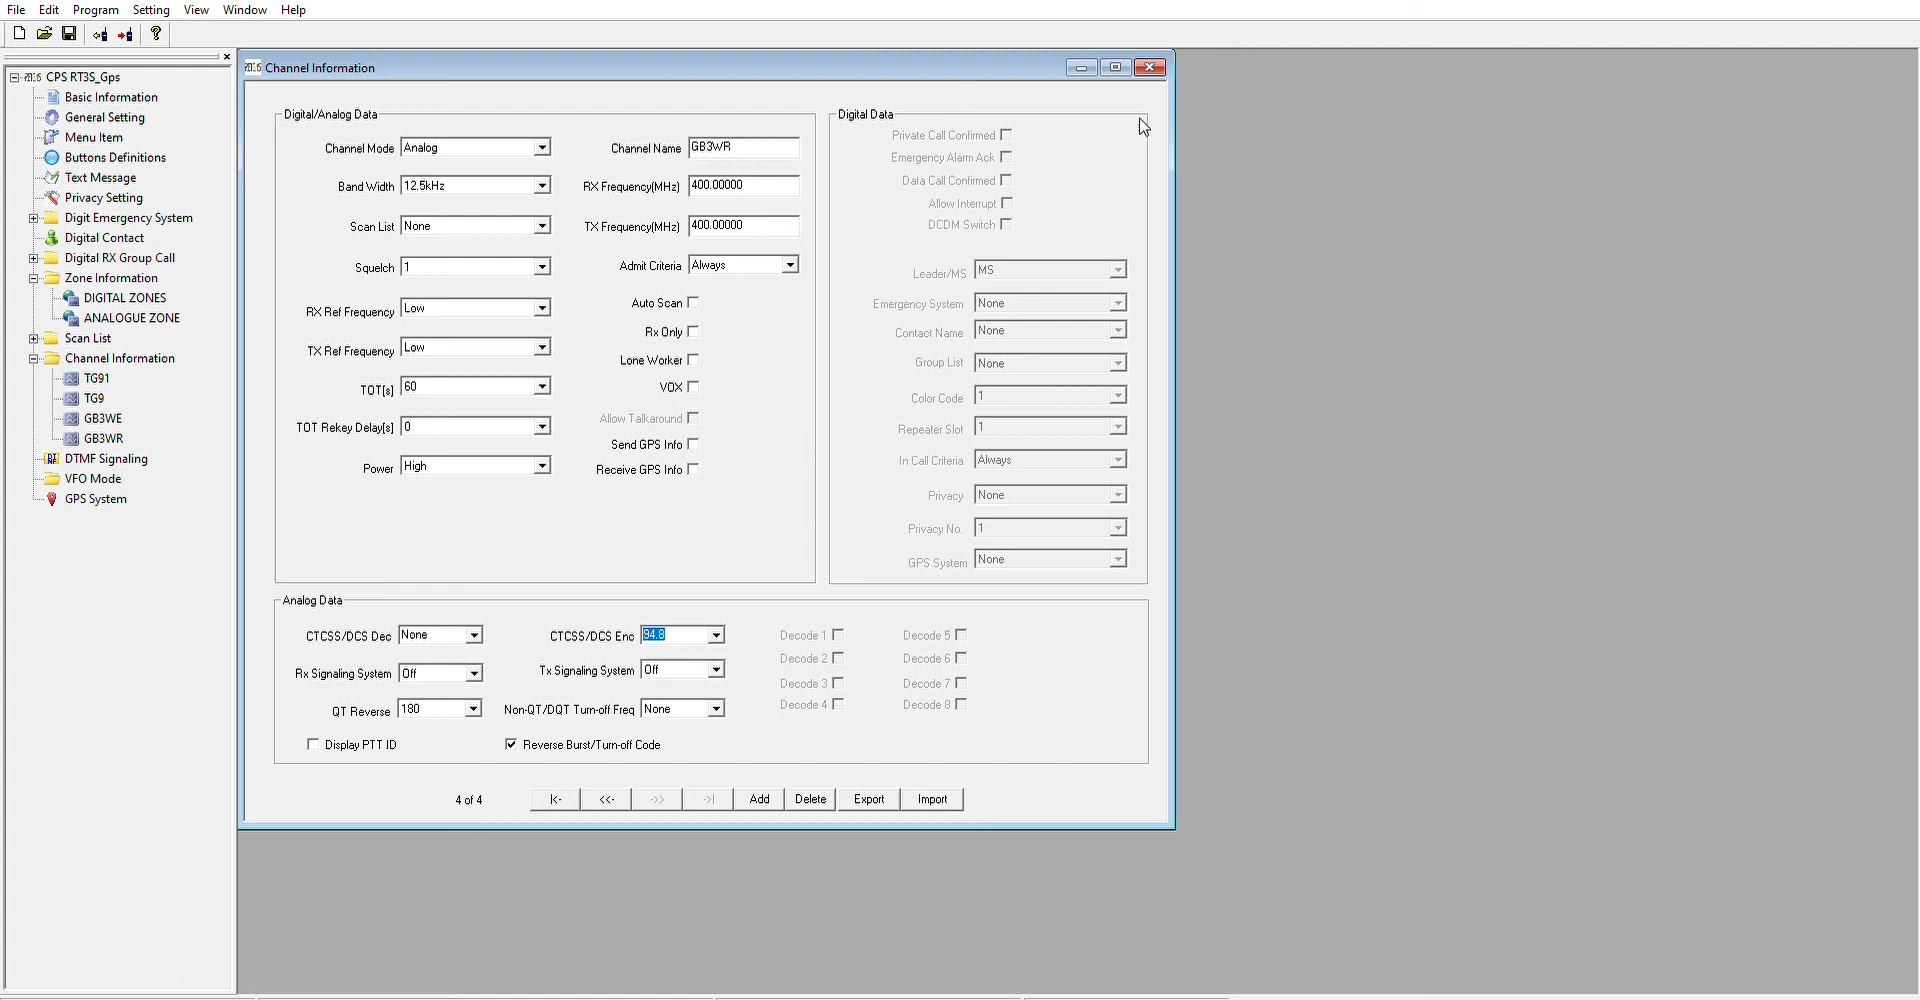 File Edit Program Setting View Window Help
CPS RT3S_Gps
Basic Information
General Setting
Menu Item
Buttons Definitions
Text Message
Privacy Setting
Digit Emergency System
Digital Contact
Digital RX Group Call
Zone Information
DIGITAL ZONES
ANALOGUE ZONE
Scan List
Channel Information
TG91
TG9
GB3WE
GB3WR
DTMF Signaling
VFO Mode
GPS System
Channel Information
Digital/Analog Data
Channel Mode Analog
Channel Name GB3WR
Band Width 12.5kHz
RX Frequency(MHz) 400.00000
Scan List None
TX Frequency(MHz) 400.00000
Squelch 1
Admit Criteria Always
RX Ref Frequency Low
TX Ref Frequency Low
TOT[s] 60
TOT Rekey Delay[s] 0
Power High
Auto Scan
Rx Only
Lone Worker
VOX
Allow Talkaround
Send GPS Info
Receive GPS Info
Digital Data
Private Call Confirmed
Emergency Alarm Ack
Data Call Confirmed
Allow Interrupt
DCDM Switch
Leader/MS MS
Emergency System None
Contact Name None
Group List None
Color Code 1
Repeater Slot 1
In Call Criteria Always
Privacy None
Privacy No. 1
GPS System None
Analog Data
CTCSS/DCS Dec None
CTCSS/DCS Enc 94.8
Rx Signaling System Off
Tx Signaling System Off
QT Reverse 180
Non-QT/DQT Turn-off Freq None
Display PTT ID
Reverse Burst/Turn-off Code
Decode 1
Decode 2
Decode 3
Decode 4
Decode 5
Decode 6
Decode 7
Decode 8
4 of 4 |<- <<- ->> ->| Add Delete Export Import